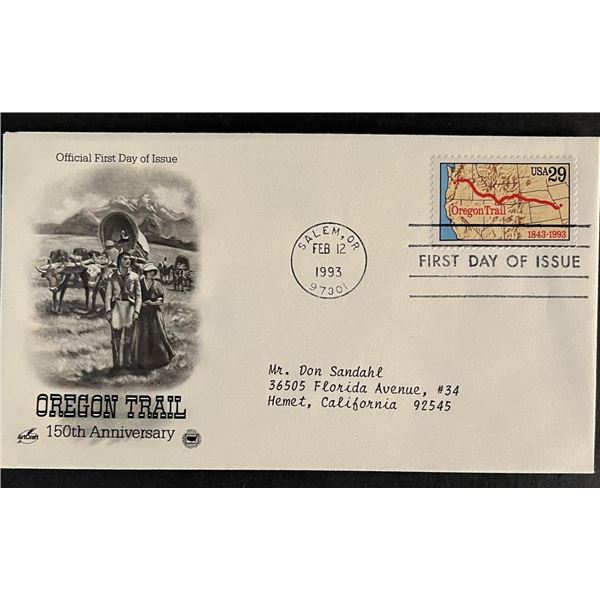 Official First Day of Issue
USA 29
Oregon Trail
1843-1993
SALEM, OR
FEB 12
1993
97301
FIRST DAY OF ISSUE
Mr. Don Sandahl
36505 Florida Avenue, #34
Hemet, California 92545
OREGON TRAIL
150th Anniversary
ArtCraft